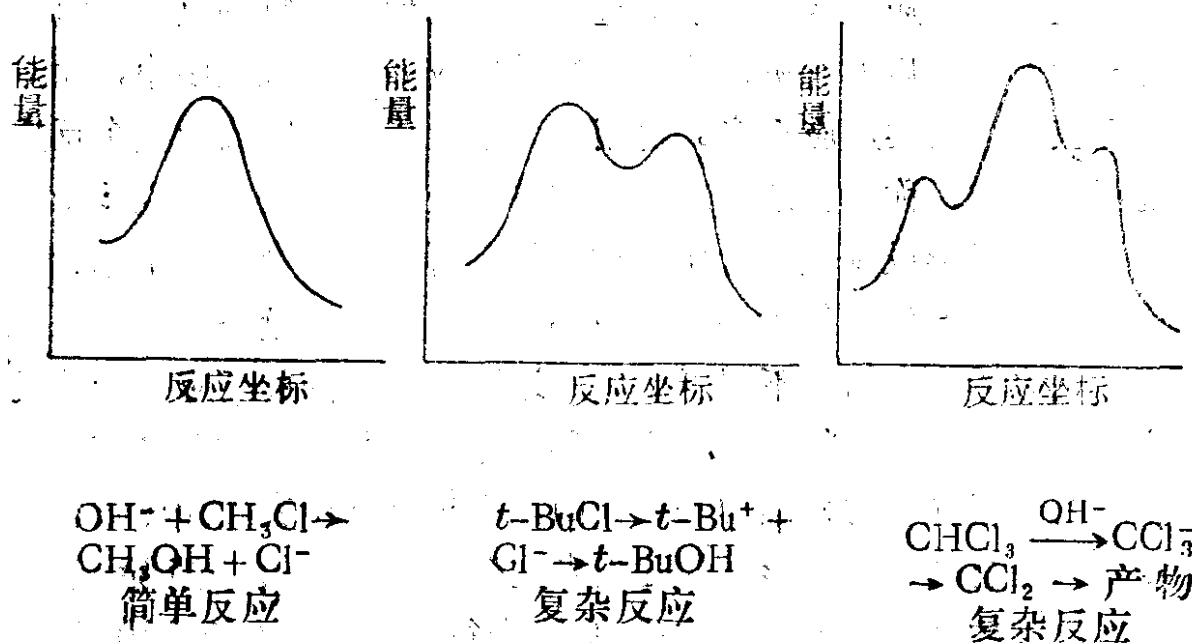 能量
反应坐标
OH⁻ + CH₃Cl→
CH₃OH + Cl⁻
简单反应
能量
反应坐标
t-BuCl→t-Bu⁺ +
Cl⁻→t-BuOH
复杂反应
能量
反应坐标
CHCl₃ OH⁻→ CCl₃⁻
→ CCl₂ → 产物
复杂反应